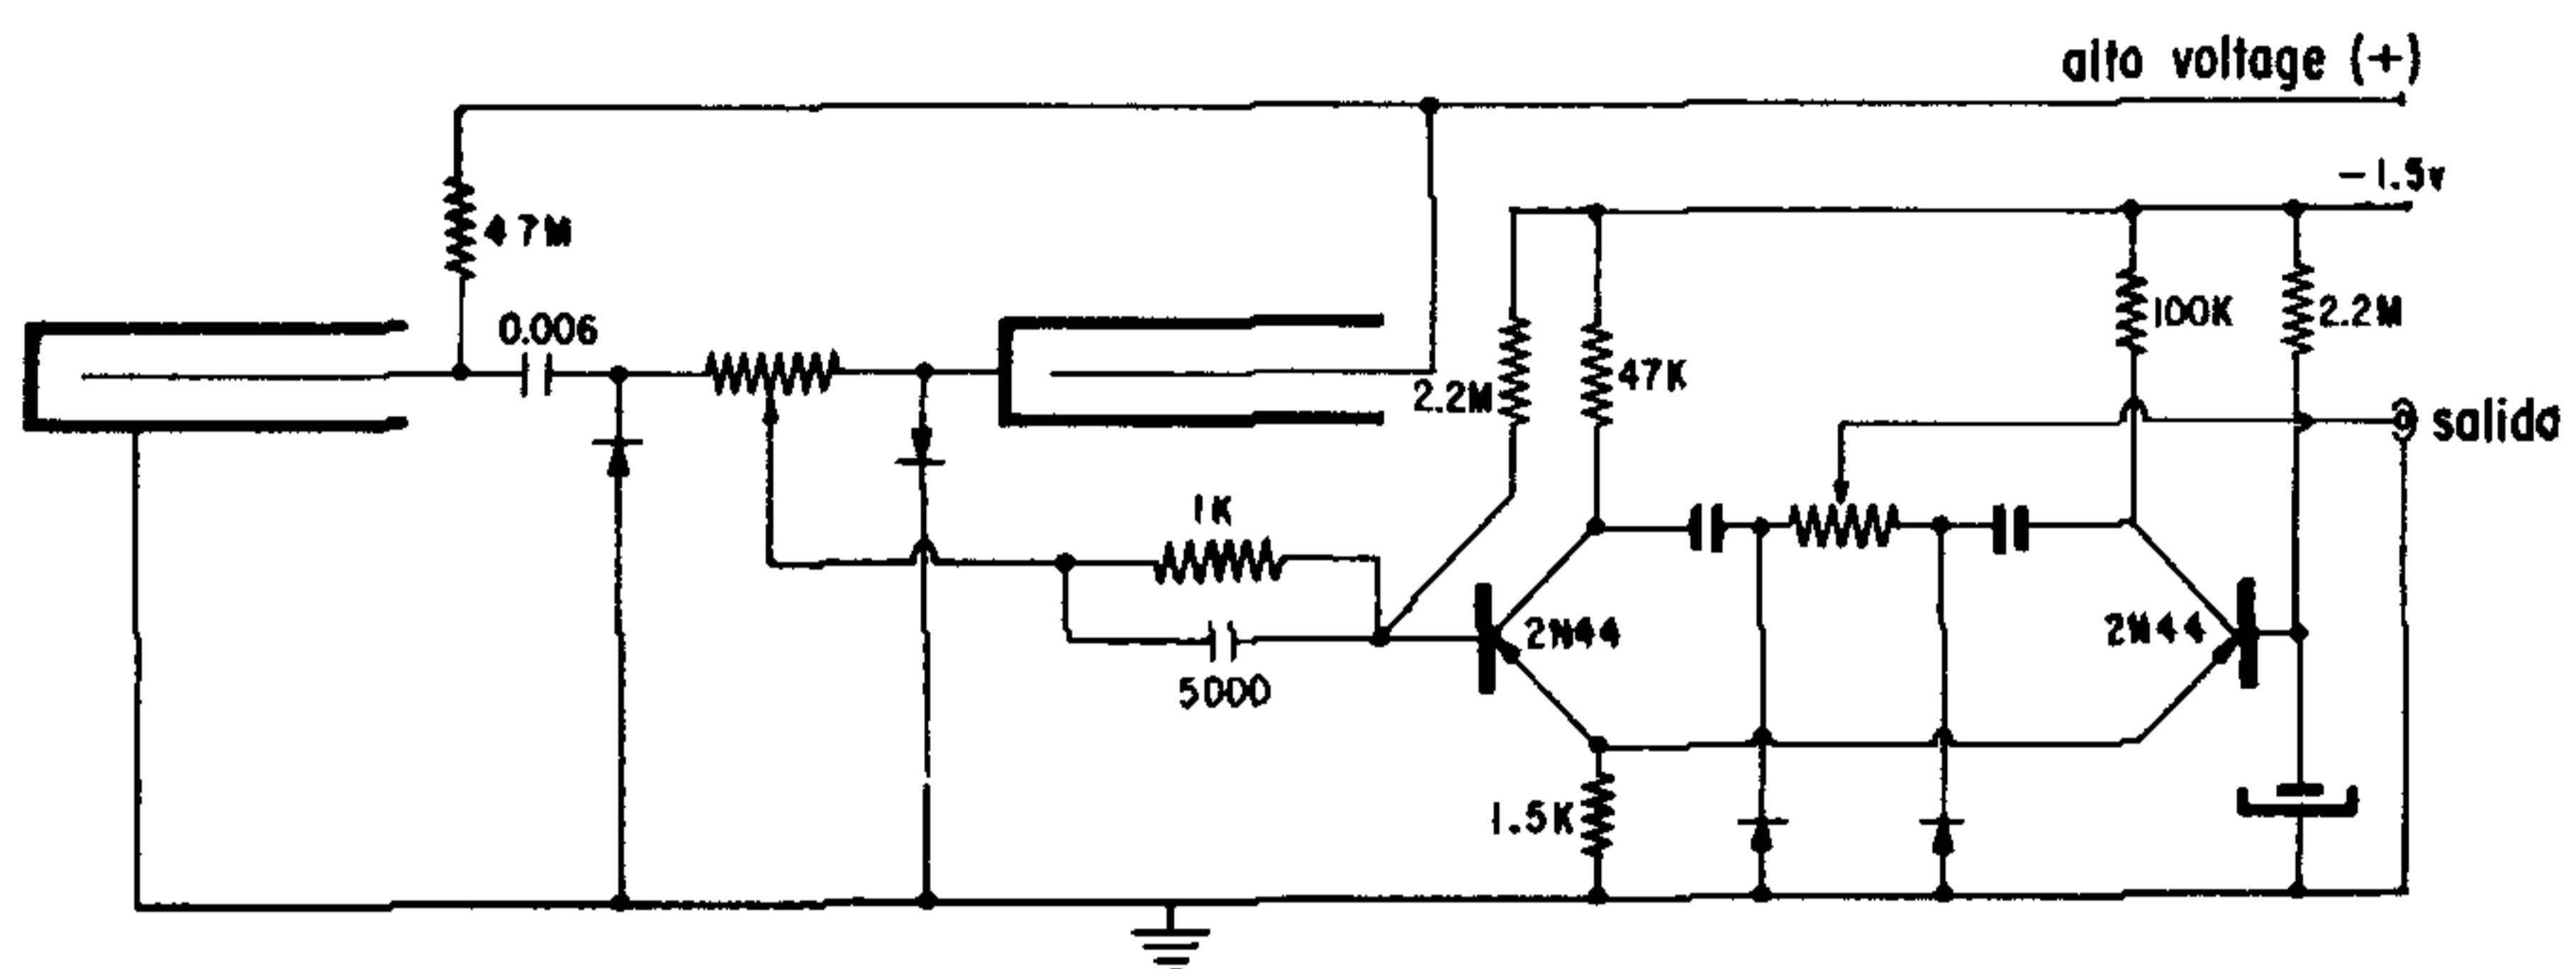 alto voltage (+)
-1.5v
47M
0.006
2.2M
47K
100K
2.2M
salida
1K
5000
2N44
2N44
1.5K